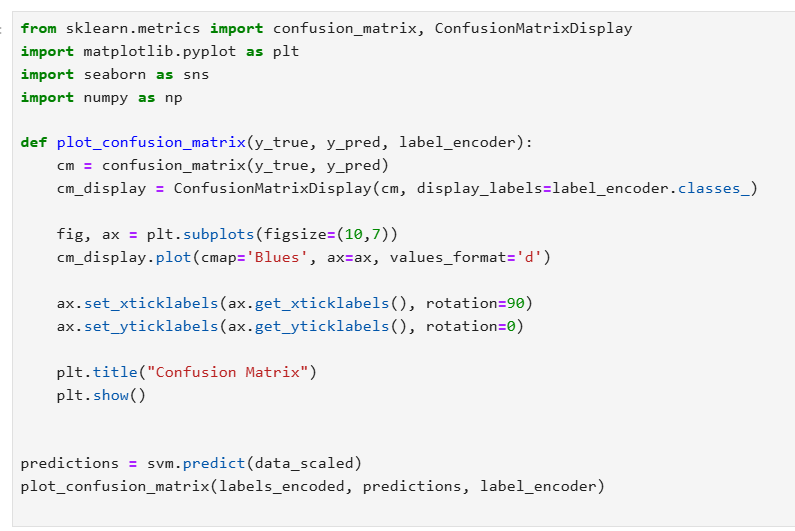 from sklearn.metrics import confusion_matrix, ConfusionMatrixDisplay
import matplotlib.pyplot as plt
import seaborn as sns
import numpy as np

def plot_confusion_matrix(y_true, y_pred, label_encoder):
    cm = confusion_matrix(y_true, y_pred)
    cm_display = ConfusionMatrixDisplay(cm, display_labels=label_encoder.classes_)

    fig, ax = plt.subplots(figsize=(10,7))
    cm_display.plot(cmap='Blues', ax=ax, values_format='d')

    ax.set_xticklabels(ax.get_xticklabels(), rotation=90)
    ax.set_yticklabels(ax.get_yticklabels(), rotation=0)

    plt.title("Confusion Matrix")
    plt.show()


predictions = svm.predict(data_scaled)
plot_confusion_matrix(labels_encoded, predictions, label_encoder)